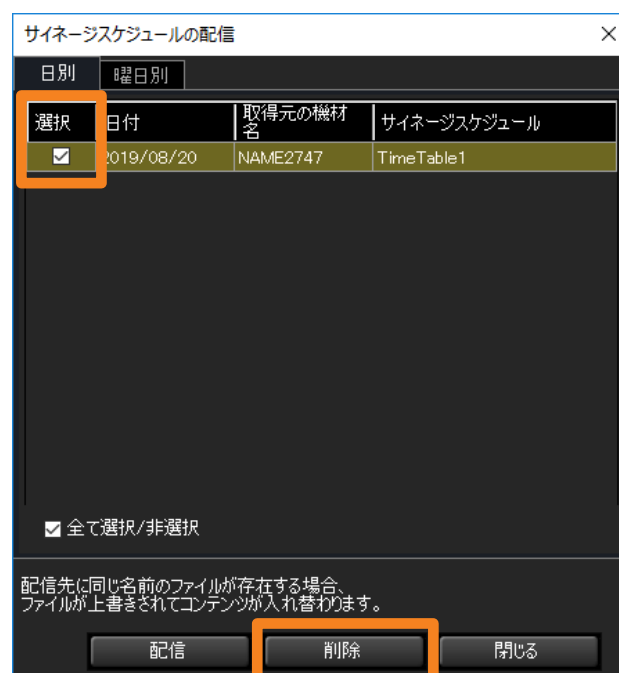 サイネージスケジュールの配信
日別 曜日別
選択 日付 取得元の機材名 サイネージスケジュール
2019/08/20 NAME2747 TimeTable1
全て選択/非選択
配信先に同じ名前のファイルが存在する場合、
ファイルが上書きされてコンテンツが入れ替わります。
配信 削除 閉じる